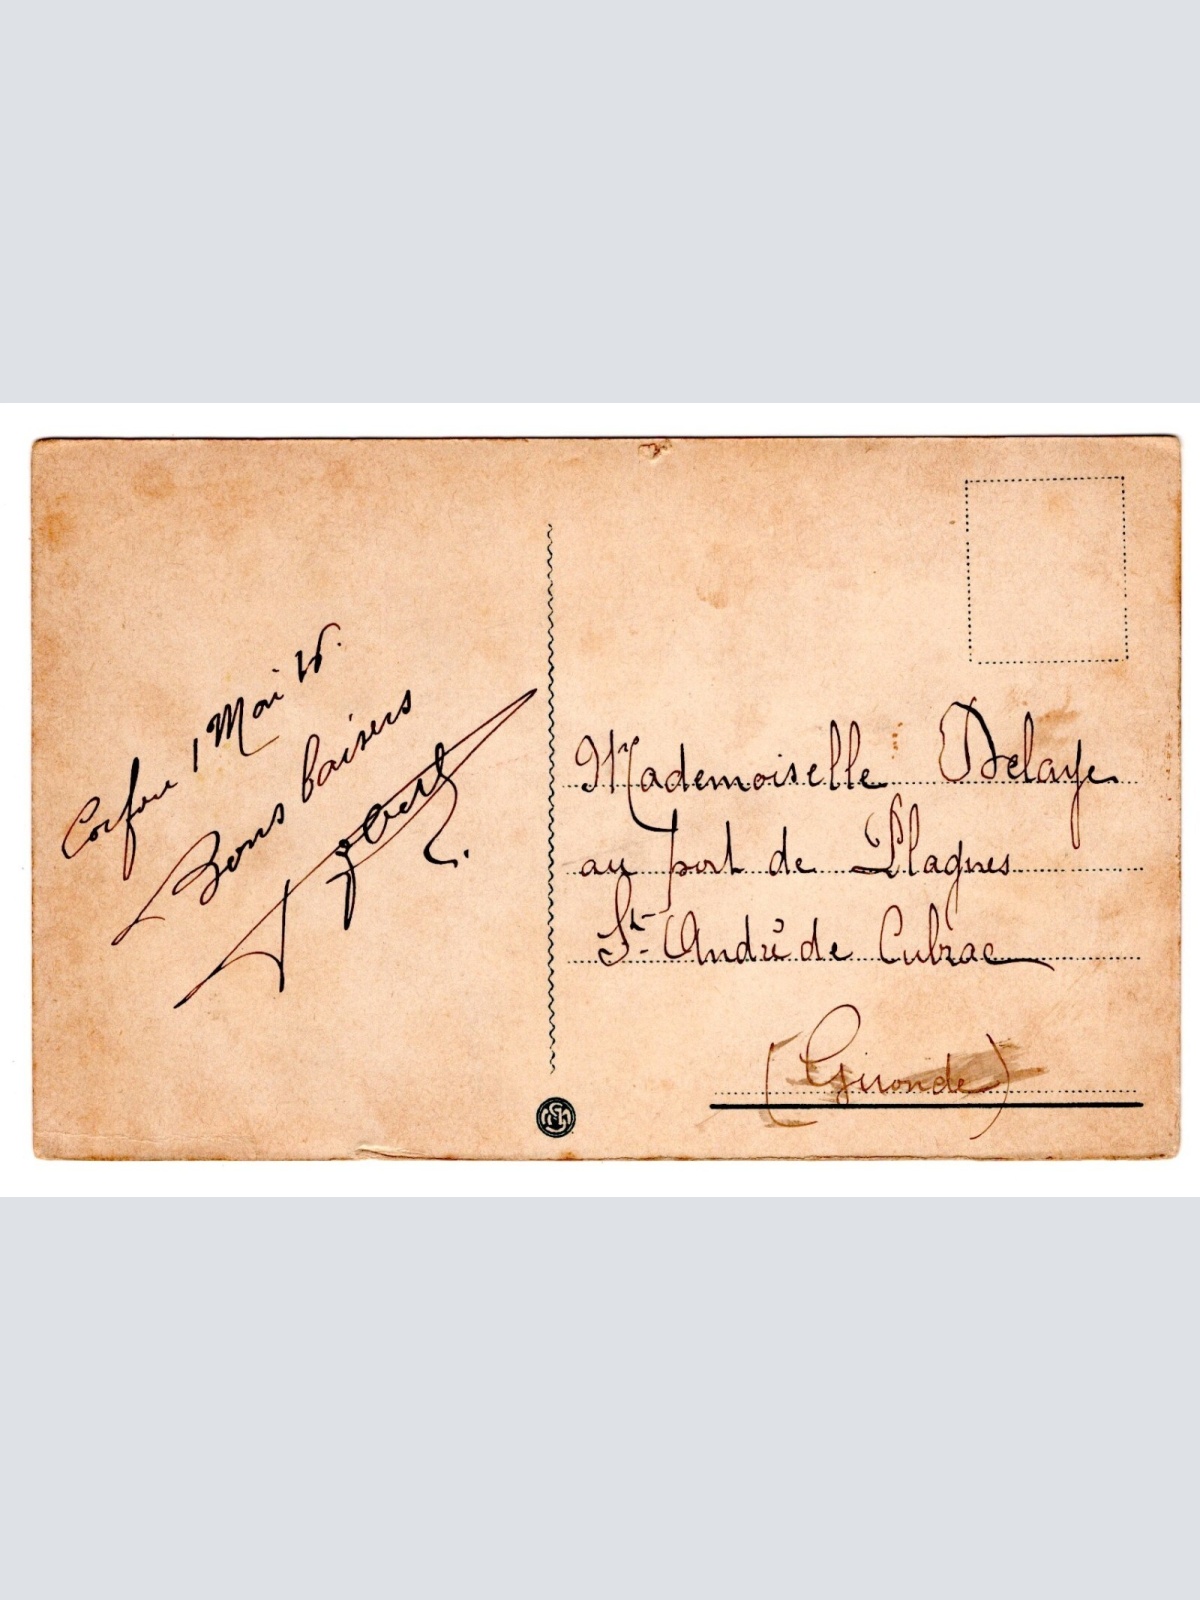 Corfou 1 Mai 16.
Bons baisers
Mademoiselle Delaye
au port de Plagnes
St- André de Cubzac
(Gironde)